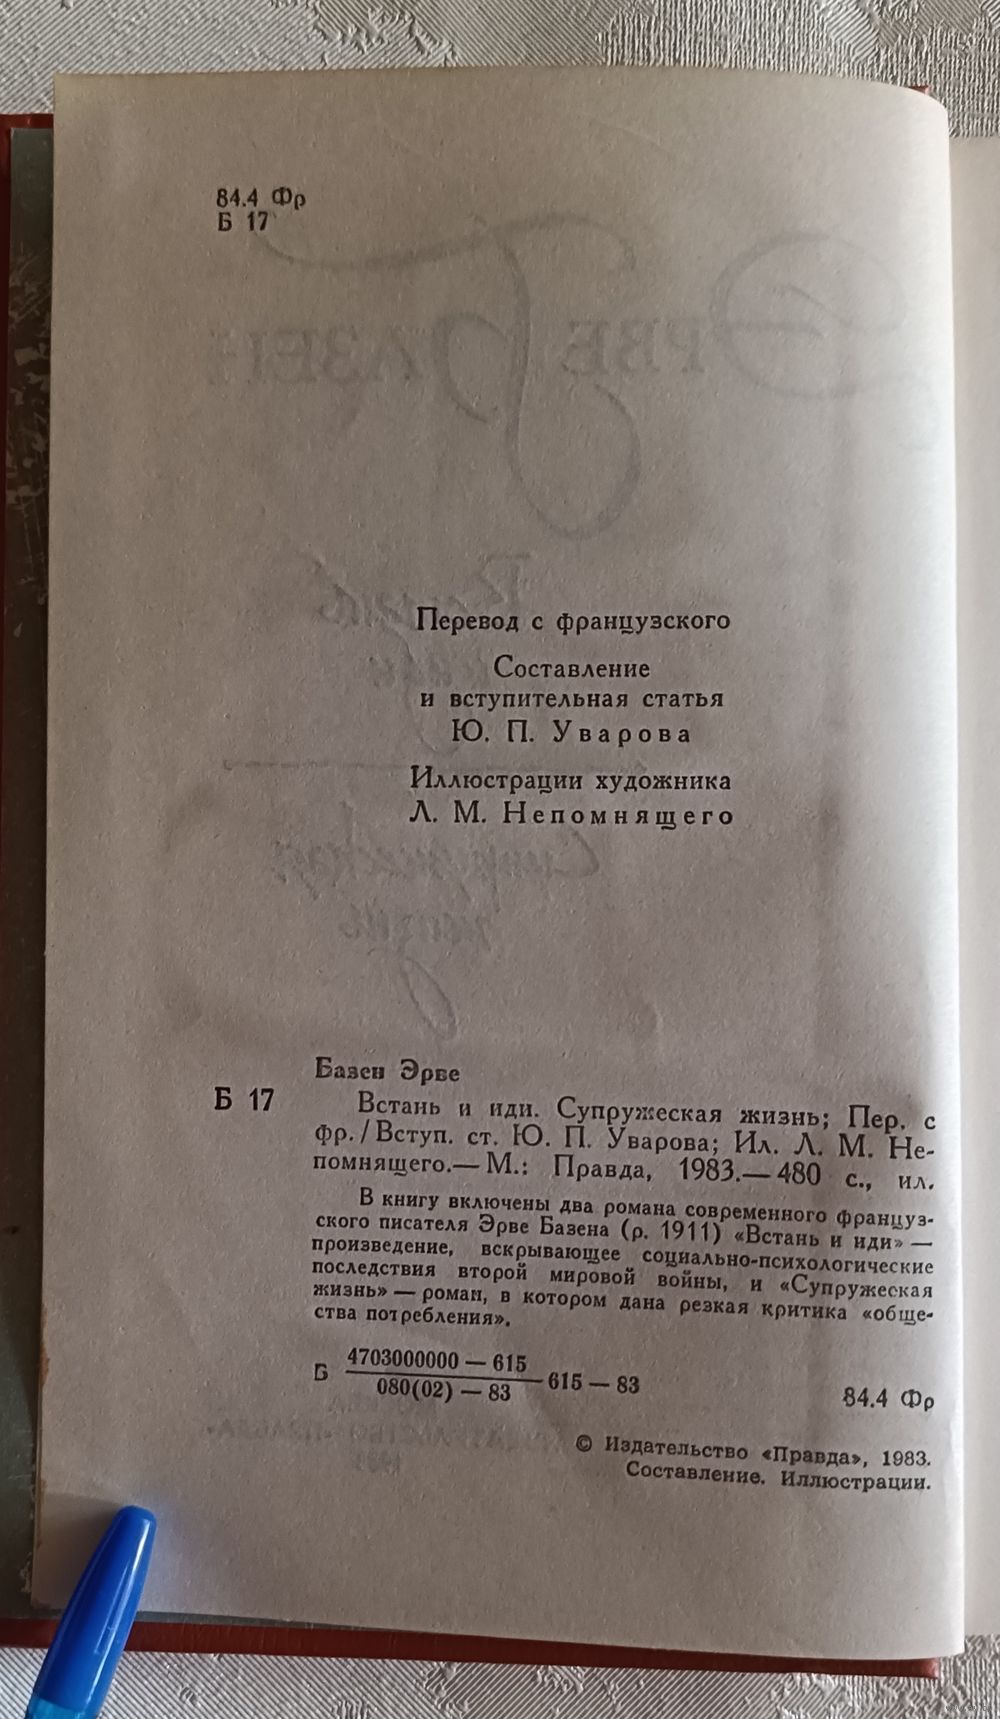 84.4 Фр
Б 17
Перевод с французского
Составление
и вступительная статья
Ю. П. Уварова
Иллюстрации художника
Л. М. Непомнящего
Базен Эрве
Б 17
Встань и иди. Супружеская жизнь; Пер. с
фр. / Вступ. ст. Ю. П. Уварова; Ил. Л. М. Не-
помнящего.— М.: Правда, 1983.— 480 с., ил.
В книгу включены два романа современного француз-
ского писателя Эрве Базена (р. 1911) «Встань и иди» —
произведение, вскрывающее социально-психологические
последствия второй мировой войны, и «Супружеская
жизнь» — роман, в котором дана резкая критика «обще-
ства потребления».
4703000000 — 615
Б 615 — 83
080(02) — 83
84.4 Фр
© Издательство «Правда», 1983.
Составление. Иллюстрации.